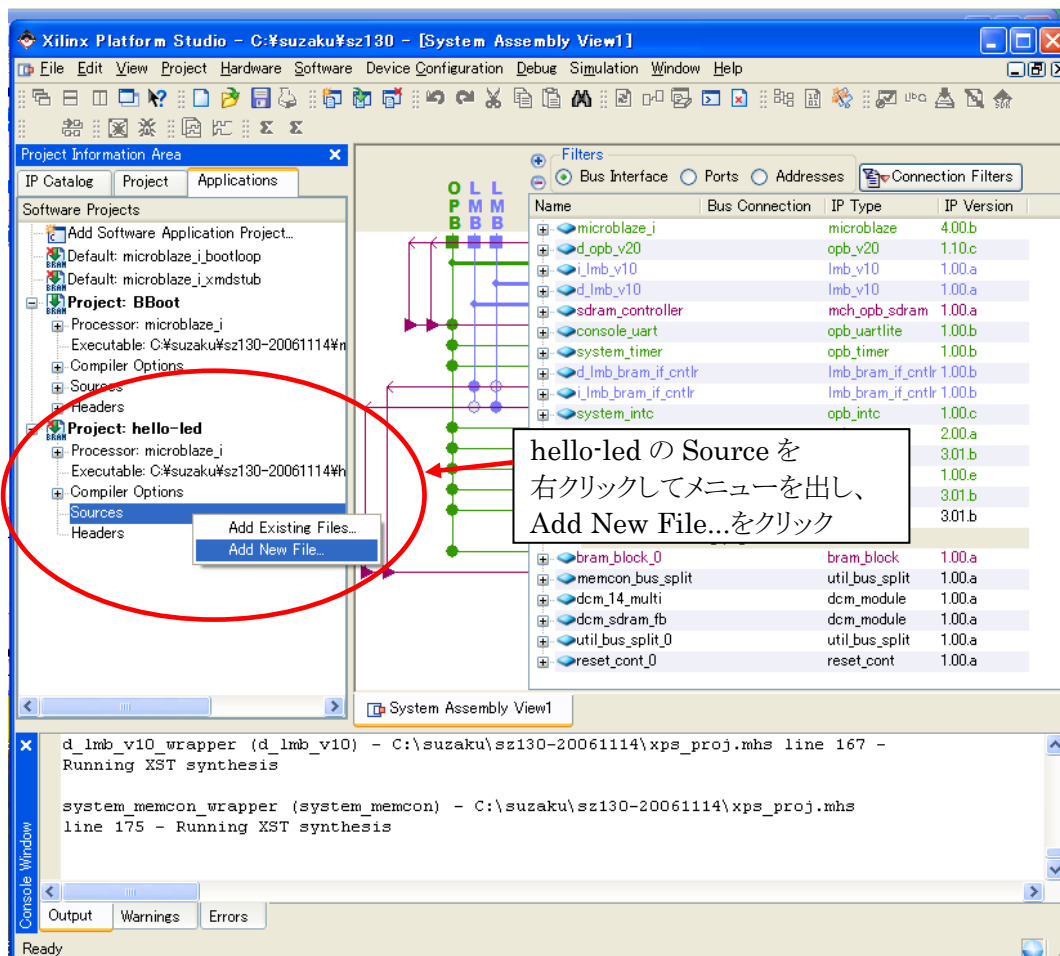 Xilinx Platform Studio - C:¥suzaku¥sz130 - [System Assembly View1]
File Edit View Project Hardware Software Device Configuration Debug Simulation Window Help
Project Information Area
IP Catalog Project Applications
Software Projects
Add Software Application Project...
Default: microblaze_i_bootloop
Default: microblaze_i_xmdstub
Project: BBoot
Processor: microblaze_i
Executable: C:¥suzaku¥sz130-20061114¥n
Compiler Options
Sources
Headers
Project: hello-led
Processor: microblaze_i
Executable: C:¥suzaku¥sz130-20061114¥h
Compiler Options
Sources
Headers
Add Existing Files...
Add New File...
OPB LMB LMB
Filters
Bus Interface Ports Addresses Connection Filters
Name Bus Connection IP Type IP Version
microblaze_i microblaze 4.00.b
d_opb_v20 opb_v20 1.10.c
i_lmb_v10 lmb_v10 1.00.a
d_lmb_v10 lmb_v10 1.00.a
sdram_controller mch_opb_sdram 1.00.a
console_uart opb_uartlite 1.00.b
system_timer opb_timer 1.00.b
d_lmb_bram_if_cntlr lmb_bram_if_cntlr 1.00.b
i_lmb_bram_if_cntlr lmb_bram_if_cntlr 1.00.b
system_intc opb_intc 1.00.c
2.00.a
3.01.b
1.00.e
3.01.b
3.01.b
hello-led の Source を
右クリックしてメニューを出し、
Add New File...をクリック
bram_block_0 bram_block 1.00.a
memcon_bus_split util_bus_split 1.00.a
dcm_14_multi dcm_module 1.00.a
dcm_sdram_fb dcm_module 1.00.a
util_bus_split_0 util_bus_split 1.00.a
reset_cont_0 reset_cont 1.00.a
System Assembly View1
d_lmb_v10_wrapper (d_lmb_v10) - C:\suzaku\sz130-20061114\xps_proj.mhs line 167 -
Running XST synthesis
system_memcon_wrapper (system_memcon) - C:\suzaku\sz130-20061114\xps_proj.mhs
line 175 - Running XST synthesis
Console Window
Output Warnings Errors
Ready